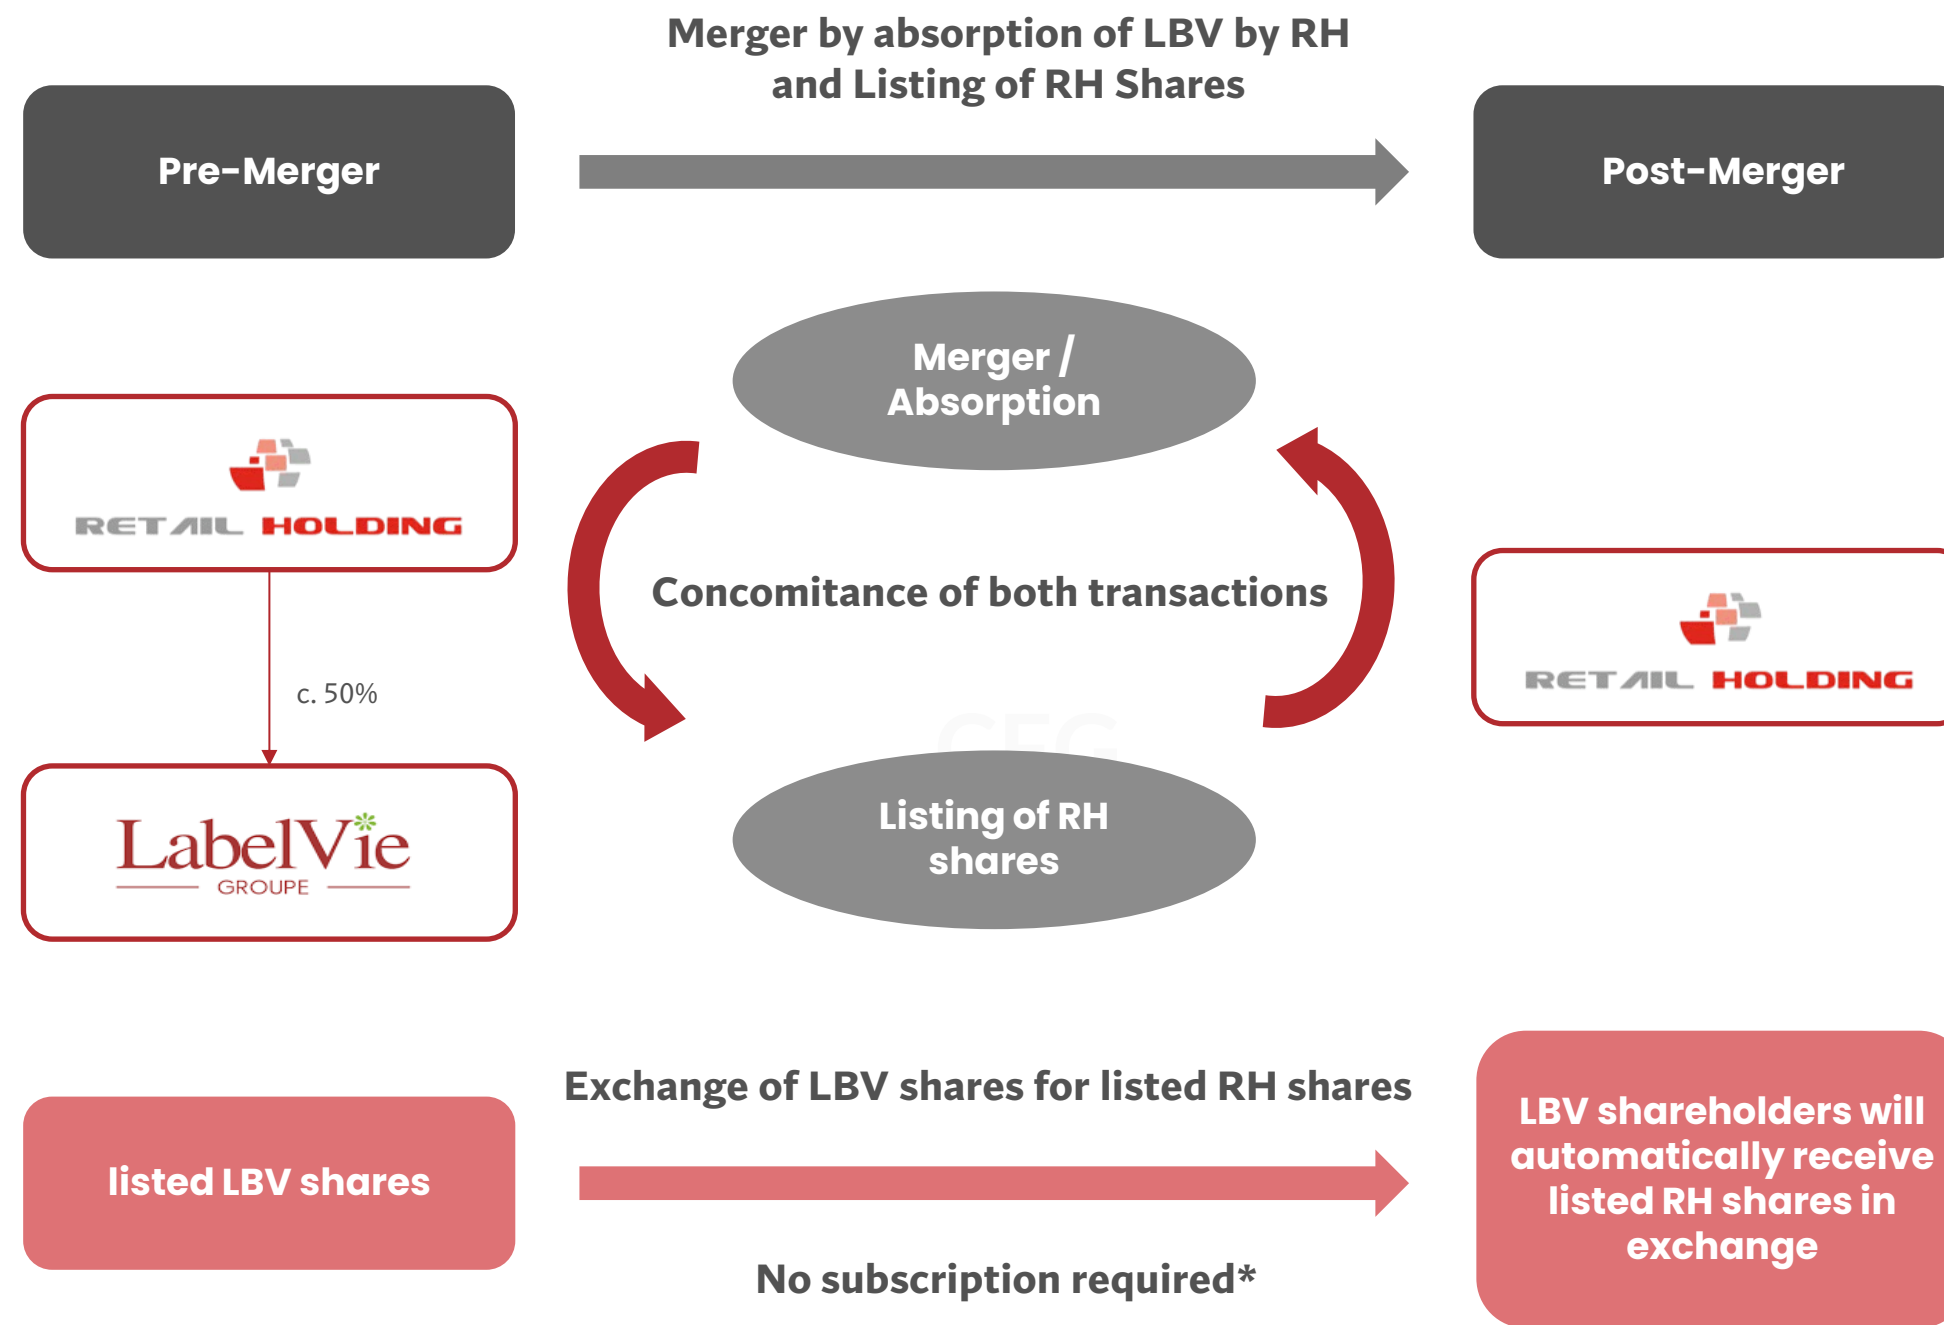 Merger by absorption of LBV by RH
and Listing of RH Shares
Pre-Merger
Post-Merger
Merger /
Absorption
RETAIL HOLDING
Concomitance of both transactions
RETAIL HOLDING
c. 50%
CFG
LabelVie
GROUPE
Listing of RH
shares
Exchange of LBV shares for listed RH shares
listed LBV shares
LBV shareholders will
automatically receive
listed RH shares in
exchange
No subscription required*